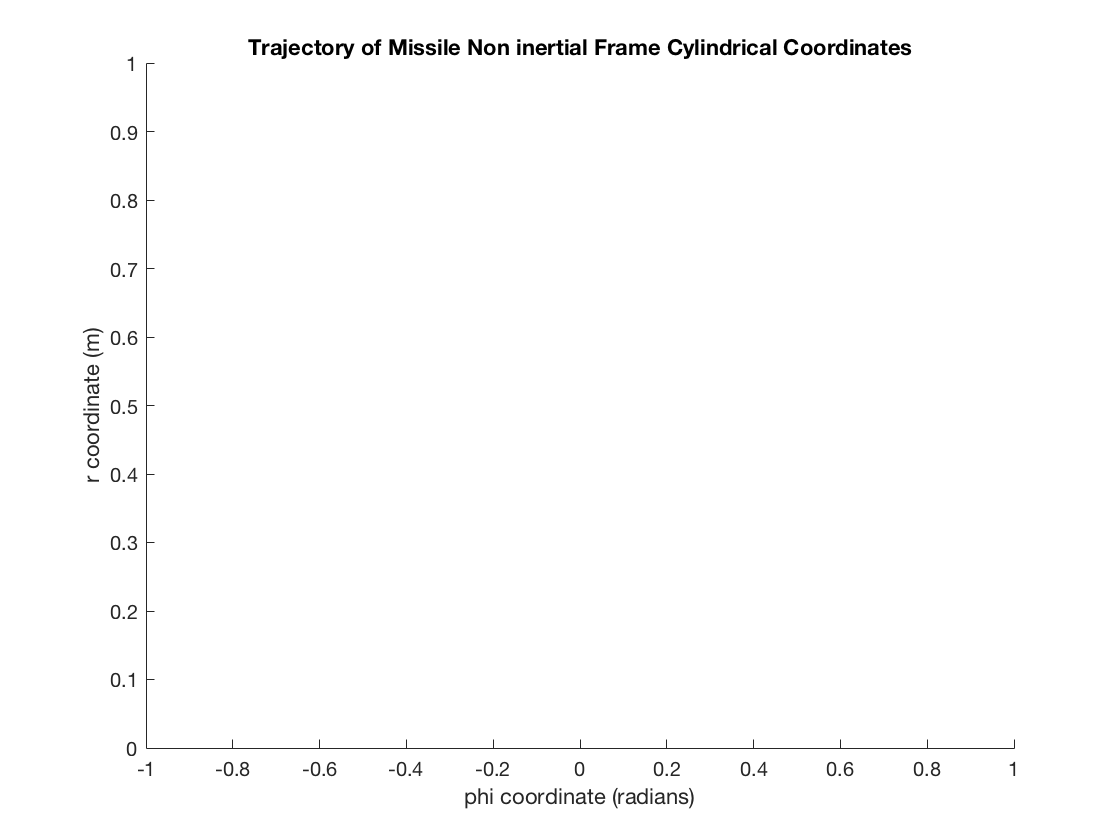 Trajectory of Missile Non inertial Frame Cylindrical Coordinates
1
0.9
0.8
0.7
0.6
0.5
0.4
0.3
0.2
0.1
0
r coordinate (m)
-1 -0.8 -0.6 -0.4 -0.2 0 0.2 0.4 0.6 0.8 1
phi coordinate (radians)